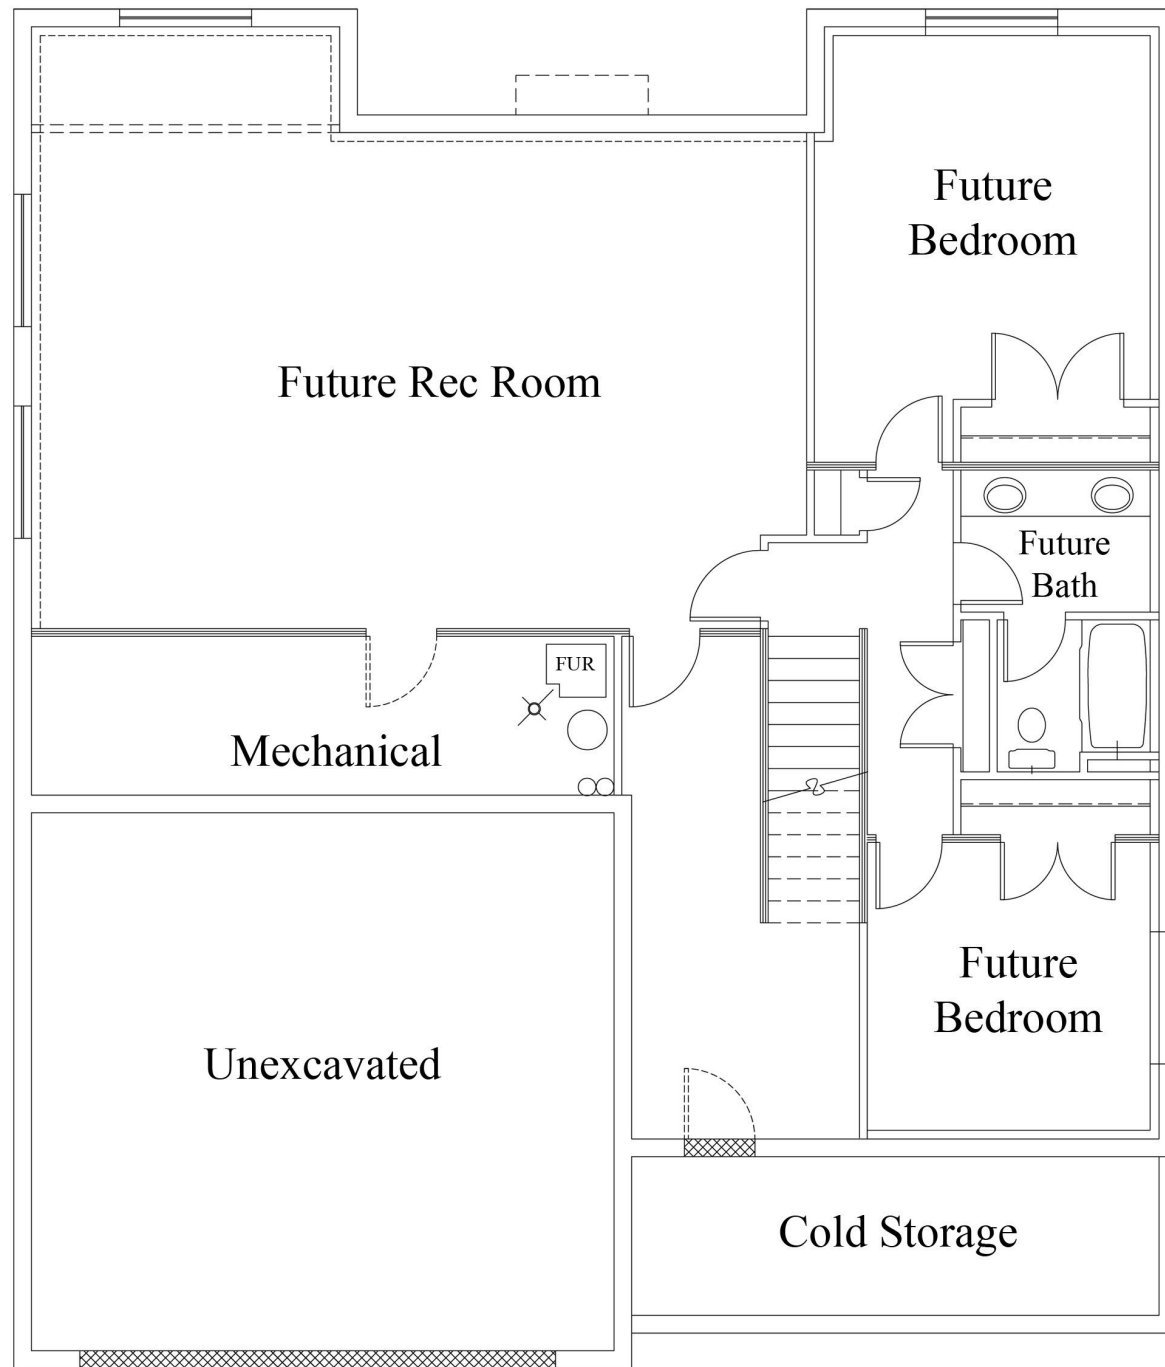 Future
Bedroom
Future Rec Room
Future
Bath
FUR
Mechanical
Future
Bedroom
Unexcavated
Cold Storage